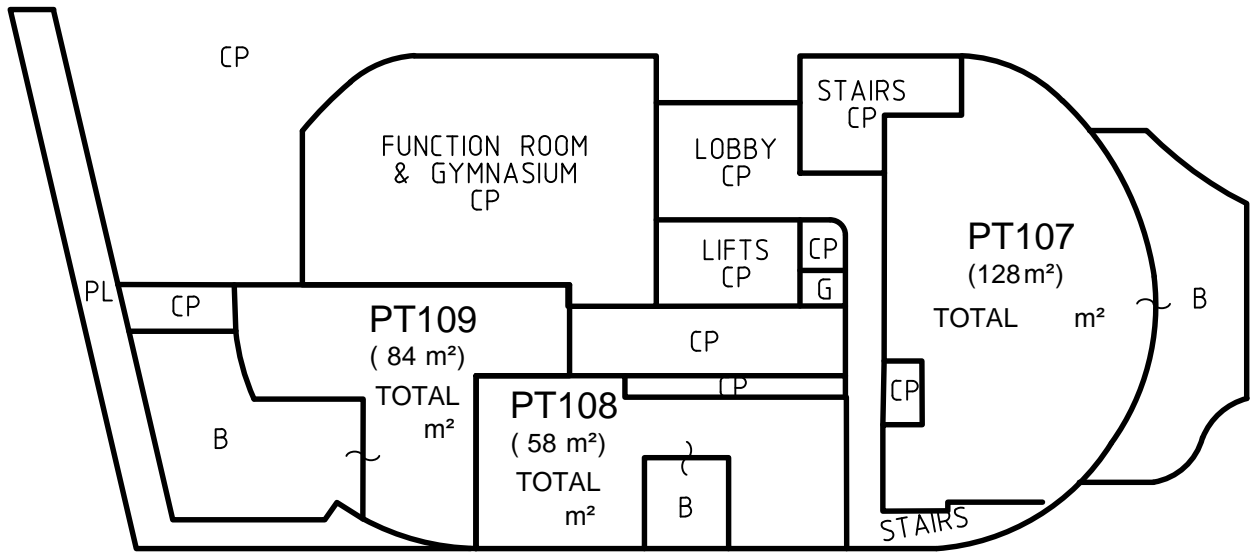 CP
STAIRS
CP
FUNCTION ROOM
& GYMNASIUM
CP
LOBBY
CP
PT107
(128m²)
TOTAL m²
LIFTS
CP
CP
G
PL
CP
B
PT109
( 84 m²)
TOTAL
m²
CP
CP
PT108
( 58 m²)
TOTAL
m²
CP
B
B
STAIRS